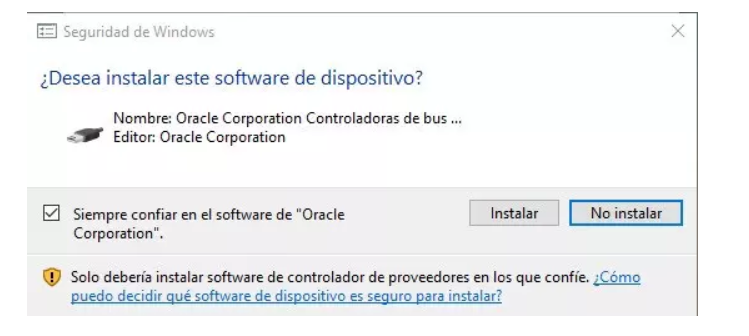 Seguridad de Windows
¿Desea instalar este software de dispositivo?
Nombre: Oracle Corporation Controladoras de bus ...
Editor: Oracle Corporation
Siempre confiar en el software de "Oracle
Corporation".
Instalar
No instalar
Solo debería instalar software de controlador de proveedores en los que confíe. ¿Cómo
puedo decidir qué software de dispositivo es seguro para instalar?